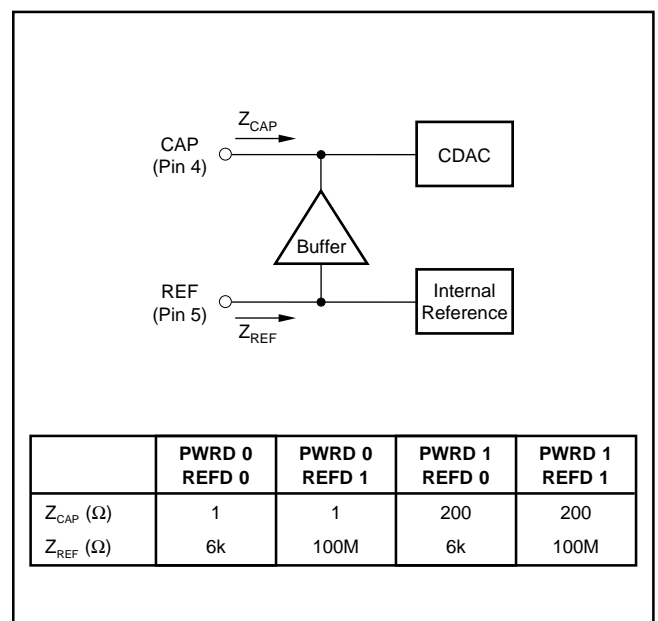 Z_CAP
CAP
(Pin 4)
CDAC
Buffer
REF
(Pin 5)
Z_REF
Internal
Reference
PWRD 0 REFD 0 PWRD 0 REFD 1 PWRD 1 REFD 0 PWRD 1 REFD 1
Z_CAP (Ω) 1 1 200 200
Z_REF (Ω) 6k 100M 6k 100M